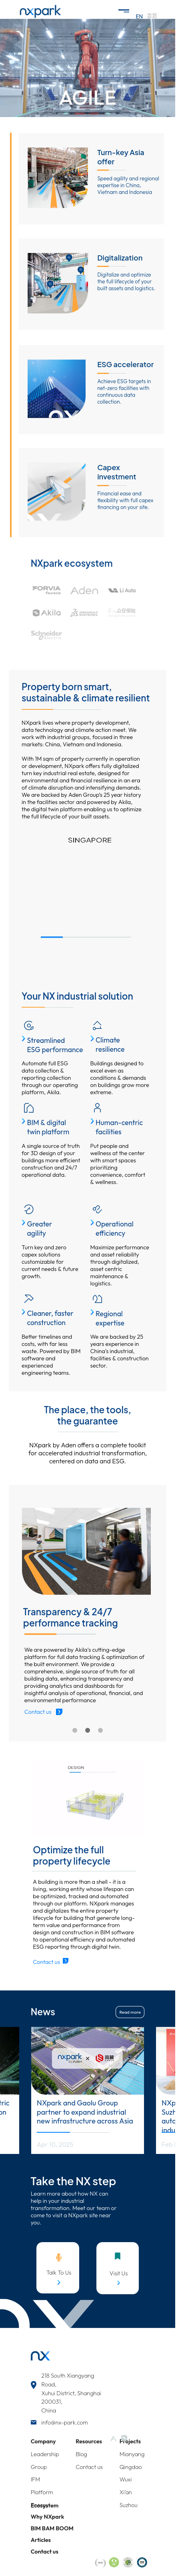 nxpark
EN
AGILE
Turn-key Asia
offer
Speed agility and regional
expertise in China,
Vietnam and Indonesia
Digitalization
Digitalize and optimize
the full lifecycle of your
built assets and logistics.
ESG accelerator
Achieve ESG targets in
net-zero facilities with
continuous data
collection.
Capex
investment
Financial ease and
flexibility with full capex
financing on your site.
NXpark ecosystem
FORVIA
Aden
Li Auto
Akila
DASSAULT SYSTEMES
Schneider
Property born smart,
sustainable & climate resilient
NXpark lives where property development,
data technology and climate action meet. We
work with industrial groups, focused in three
markets: China, Vietnam and Indonesia.
With 1M sqm of property currently in operation
or development, NXpark offers fully digitalized
turn key industrial real estate, designed for
environmental and financial resilience in an era
of climate disruption and intensifying needs.
We are backed by Aden Group's 25 year history
in the facilities sector and powered by Akila,
the digital twin platform enabling us to optimize
the full lifecycle of your built assets.
SINGAPORE
Your NX industrial solution
Streamlined
ESG performance
Automate full ESG
data collection &
reporting collection
through our operating
platform, Akila.
Climate
resilience
Buildings designed to
excel even as
conditions & demands
on buildings grow more
extreme.
BIM & digital
twin platform
A single source of truth
for 3D design of your
buildings more efficient
construction and 24/7
operational data.
Human-centric
facilities
Put people and
wellness at the center
with smart spaces
prioritizing
convenience, comfort
& wellness.
Greater
agility
Turn key and zero
capex solutions
customizable for
current needs & future
growth.
Operational
efficiency
Maximize performance
and asset reliability
through digitalized,
asset centric
maintenance &
logistics.
Cleaner, faster
construction
Better timelines and
costs, with far less
waste. Powered by BIM
software and
experienced
engineering teams.
Regional
expertise
We are backed by 25
years experience in
China's industrial,
facilities & construction
sector.
The place, the tools,
the guarantee
NXpark by Aden offers a complete toolkit
for accelerated industrial transformation,
centered on data and ESG.
Transparency & 24/7
performance tracking
We are powered by Akila's cutting-edge
platform for full data tracking & optimization of
the built environment. We provide a
comprehensive, single source of truth for all
building data, enhancing transparency and
providing analytics and responsibility for
insightful analysis of operational, financial, and
environmental performance
Contact us
DESIGN
Optimize the full
property lifecycle
A building is more than a shell - it is a
living, working entity whose lifespan can
be optimized, tracked and automated
through our platform. NXpark manages
and digitalizes the entire property
lifecycle for building that generate long-
term value and performance from
design and on from BIM enhanced
construction efficiency and automated
ESG reporting digital through twin.
Contact us
News
Read more
NXpark and Gaolu Group
partner to expand industrial
new infrastructure across Asia
Take the NX step
Learn more about how NX can
help in your industrial
transformation. Meet our team or
come to visit a NXpark site near
you.
Talk To Us
Visit Us
nx
218 South Xiangyang
Road,
Xuhui District, Shanghai
200031,
China
info@nx-park.com
Company
Resources
Projects
Leadership
Blog
Mianyang
Group
Contact us
Qingdao
IFM
Wuxi
Platform
Xi'an
Ecosystem
Suzhou
Why NXpark
BIM BAM BOOM
Articles
Contact us